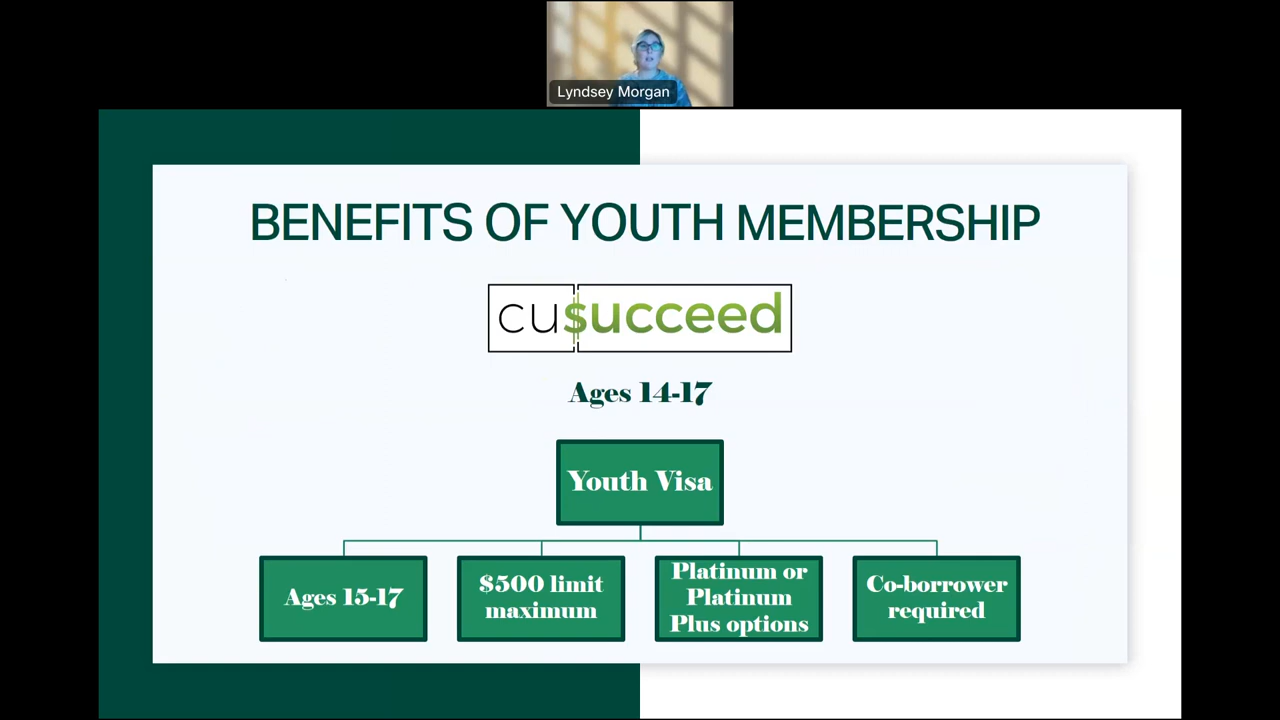 Lyndsey Morgan
BENEFITS OF YOUTH MEMBERSHIP
cu$ucceed
Ages 14-17
Youth Visa
Ages 15-17
$500 limit
maximum
Platinum or
Platinum
Plus options
Co-borrower
required